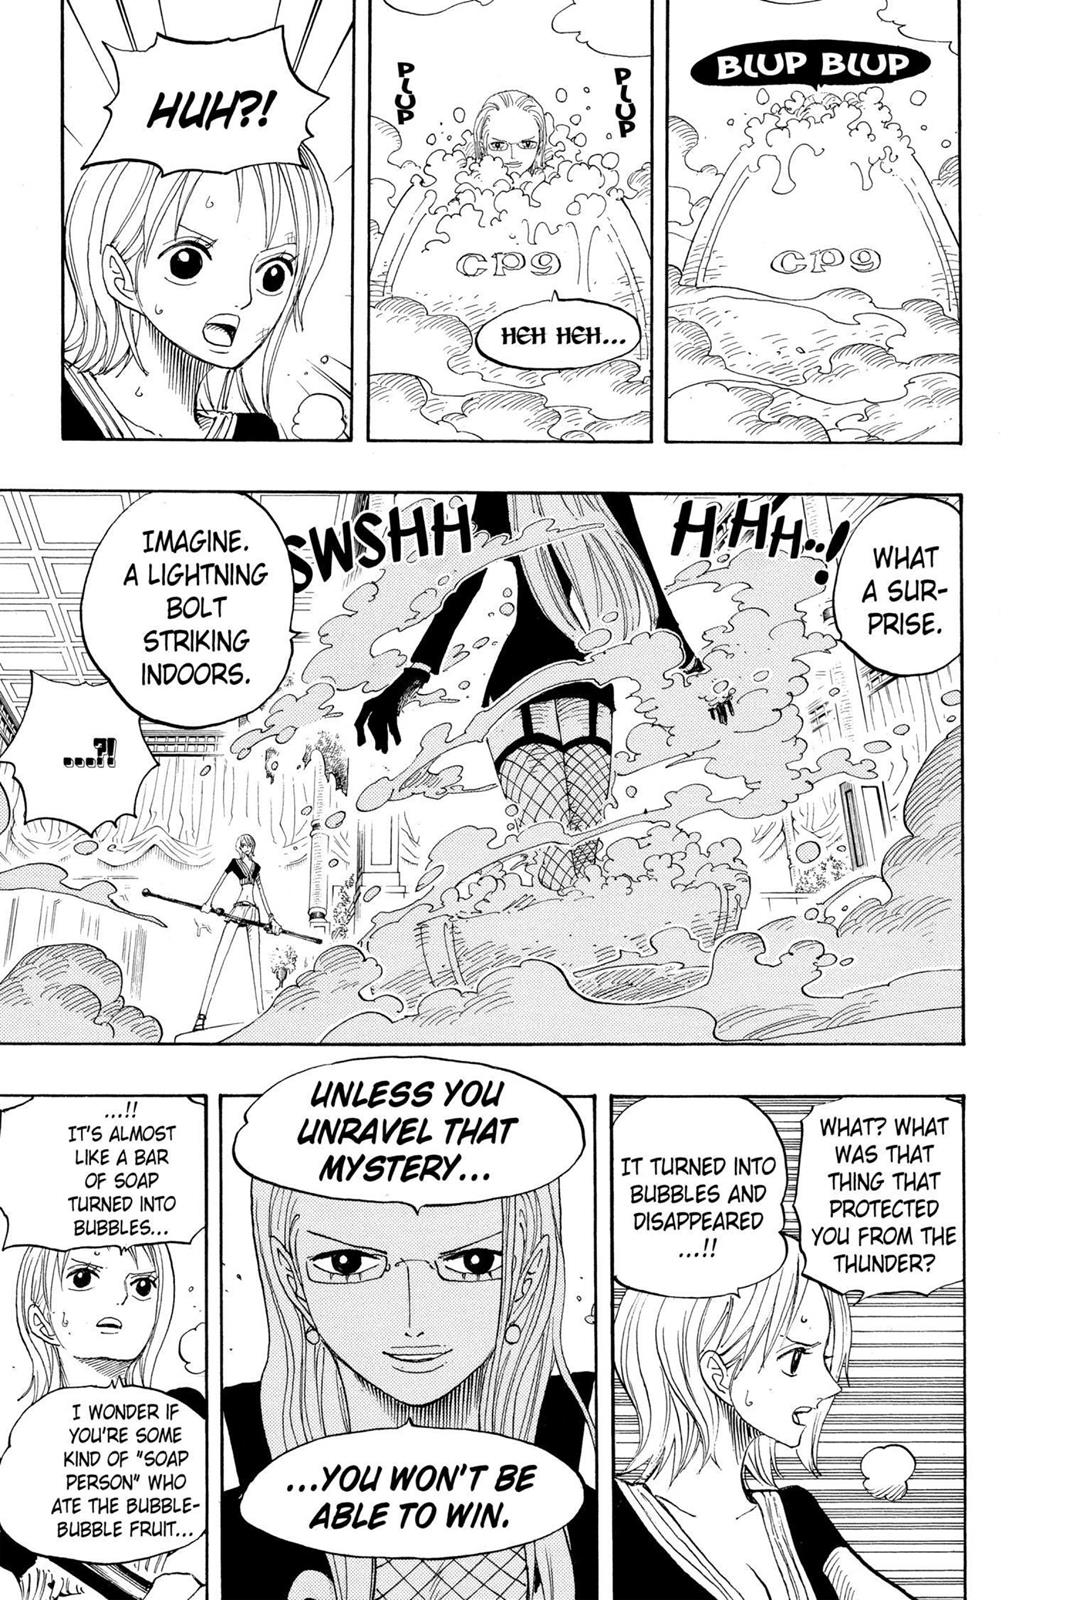 BLUP BLUP
CP9
PLUP
PLUP
CP9
HEH HEH...
HUH?!
WHAT
A SUR-
PRISE.
HHH...!
SWSHH
IMAGINE.
A LIGHTNING
BOLT
STRIKING
INDOORS.
....?!
WHAT? WHAT
WAS THAT
THING THAT
PROTECTED
YOU FROM THE
THUNDER?
IT TURNED INTO
BUBBLES AND
DISAPPEARED
...!!
UNLESS YOU
UNRAVEL THAT
MYSTERY...
...YOU WON'T BE
ABLE TO WIN.
...!!
IT'S ALMOST
LIKE A BAR
OF SOAP
TURNED INTO
BUBBLES...
I WONDER IF
YOU'RE SOME
KIND OF "SOAP
PERSON" WHO
ATE THE BUBBLE-
BUBBLE FRUIT...